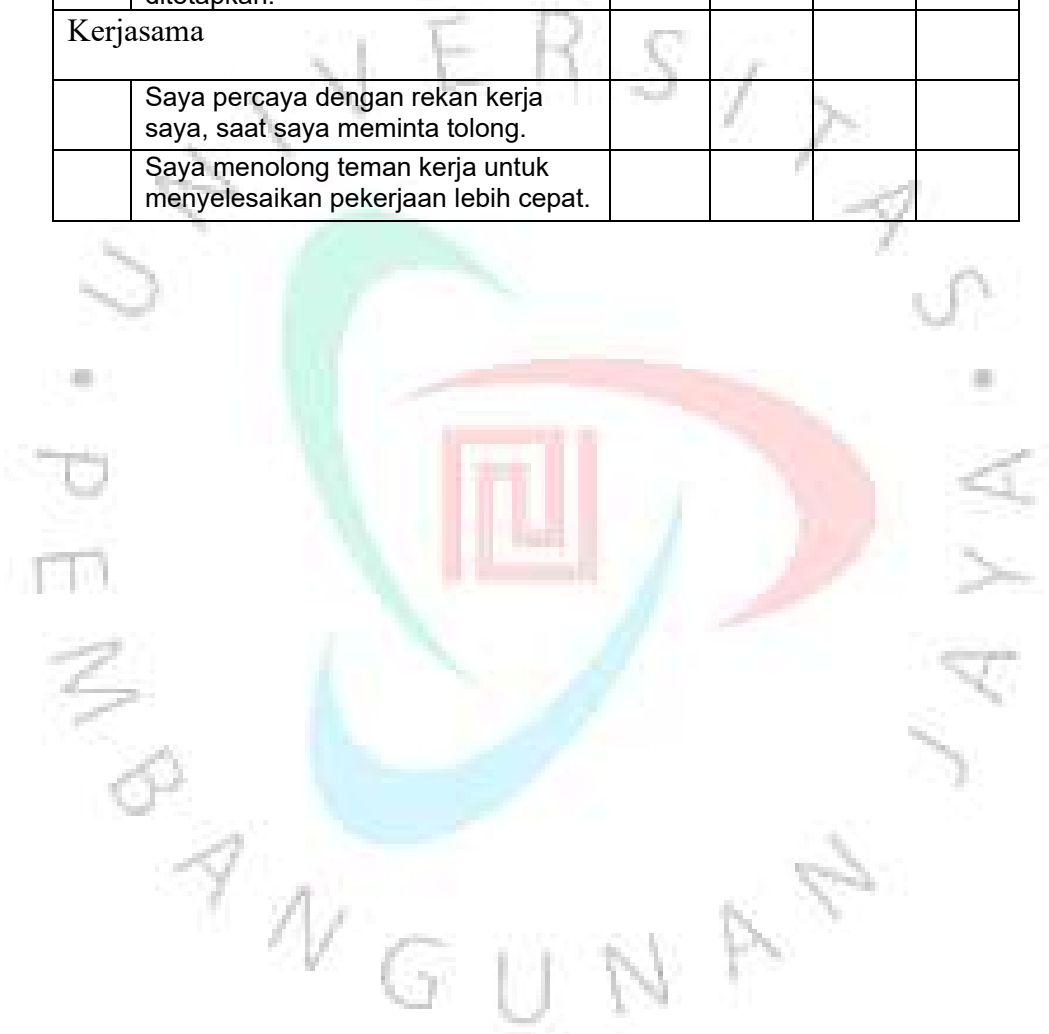 ditetapkan.
Kerjasama
Saya percaya dengan rekan kerja
saya, saat saya meminta tolong.
Saya menolong teman kerja untuk
menyelesaikan pekerjaan lebih cepat.
UNIVERSITAS • PEMBANGUNAN JAYA •